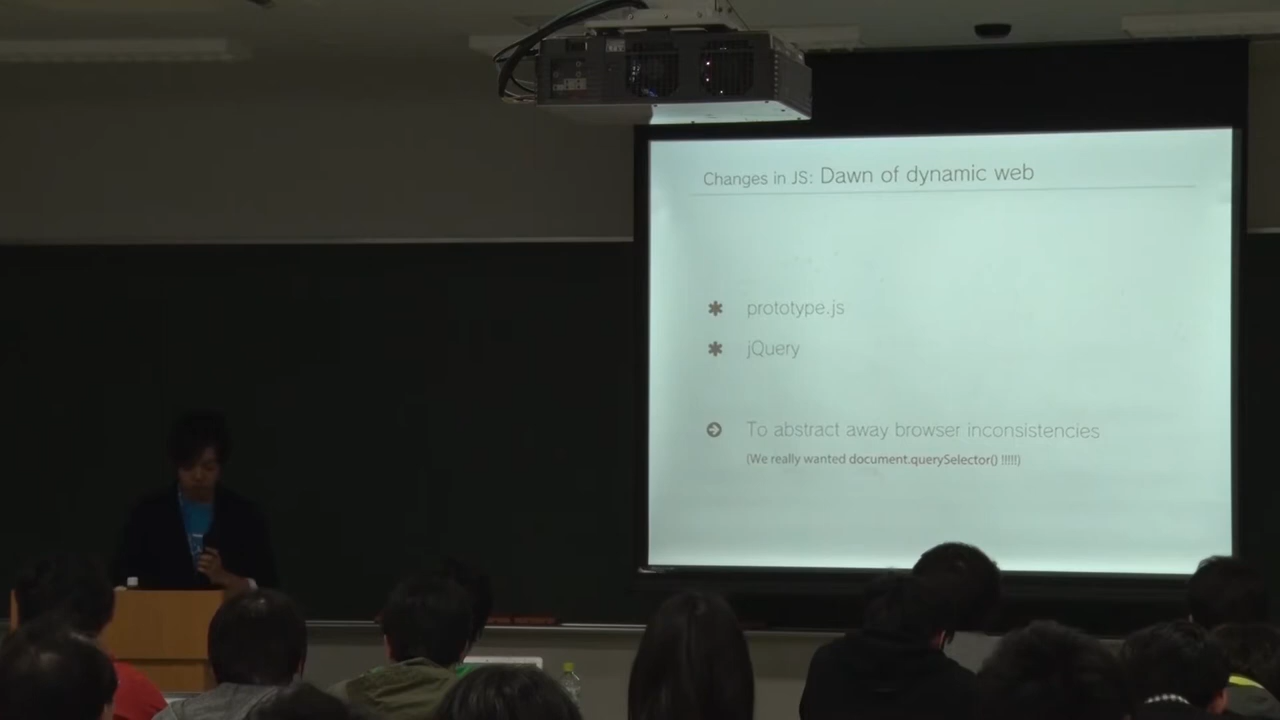 Changes in JS: Dawn of dynamic web
prototype.js
jQuery
To abstract away browser inconsistencies
(We really wanted document.querySelector() !!!!!)